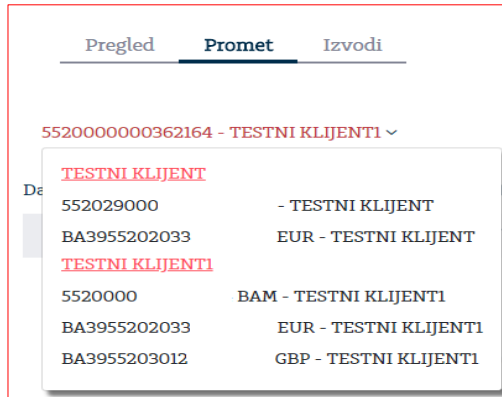 Pregled Promet Izvodi
5520000000362164 - TESTNI KLIJENT1
TESTNI KLIJENT
Da
552029000 - TESTNI KLIJENT
BA3955202033 EUR - TESTNI KLIJENT
TESTNI KLIJENT1
5520000 BAM - TESTNI KLIJENT1
BA3955202033 EUR - TESTNI KLIJENT1
BA3955203012 GBP - TESTNI KLIJENT1